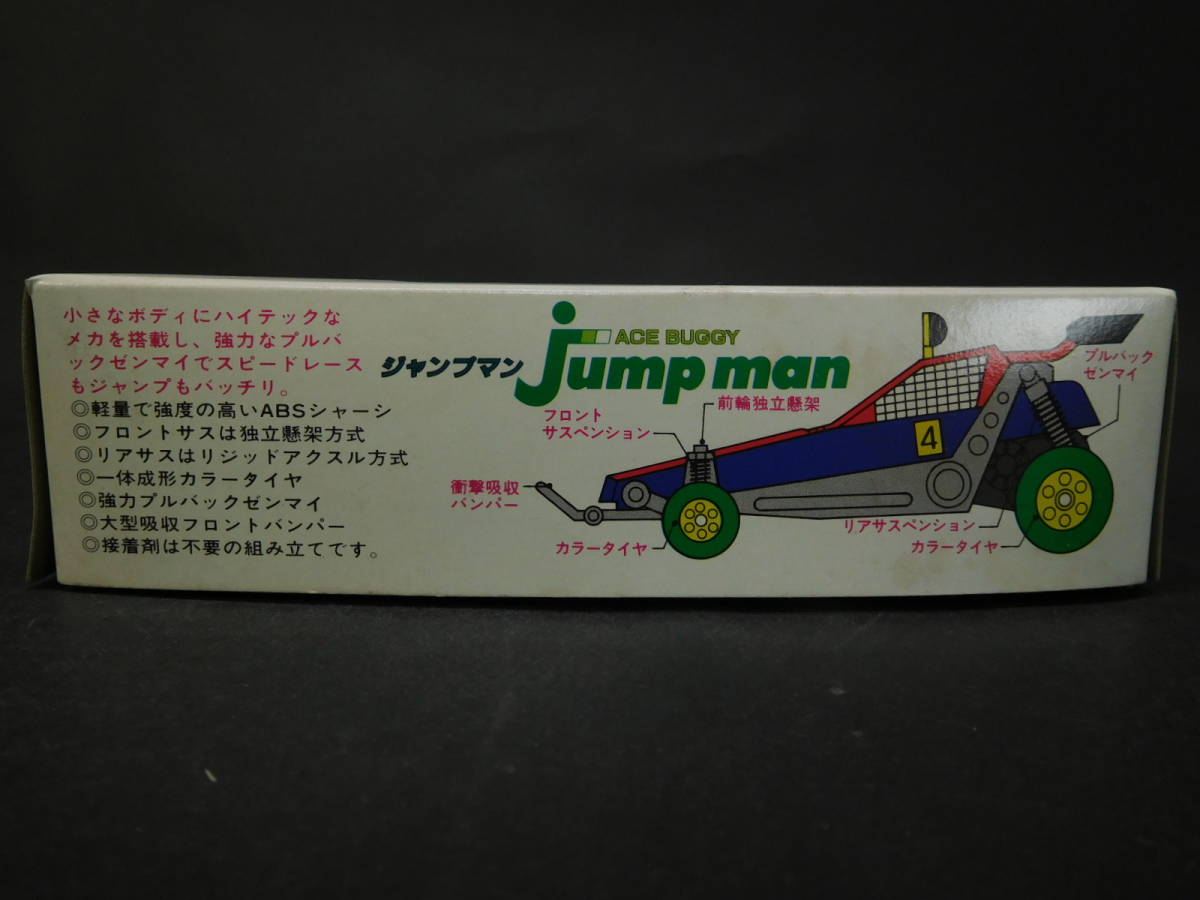 小さなボディにハイテックな
メカを搭載し、強力なプルバ
ックゼンマイでスピードレース
もジャンプもバッチリ。
◎軽量で強度の高いABSシャーシ
◎フロントサスは独立懸架方式
◎リアサスはリジッドアクスル方式
◎一体成形カラータイヤ
◎強力プルバックゼンマイ
◎大型吸収フロントバンパー
◎接着剤は不要の組み立てです。
ACE BUGGY
ジャンプマン
jump man
フロント
サスペンション
前輪独立懸架
プルバック
ゼンマイ
4
衝撃吸収
バンパー
カラータイヤ
リアサスペンション
カラータイヤ